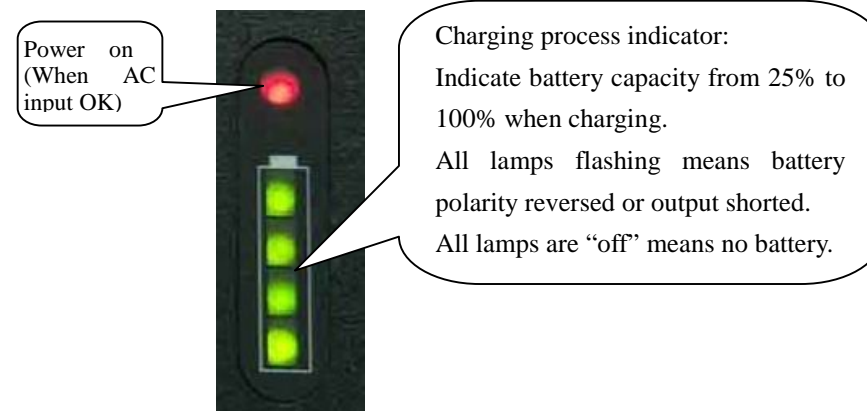 Power on
(When AC
input OK)
Charging process indicator:
Indicate battery capacity from 25% to
100% when charging.
All lamps flashing means battery
polarity reversed or output shorted.
All lamps are “off” means no battery.